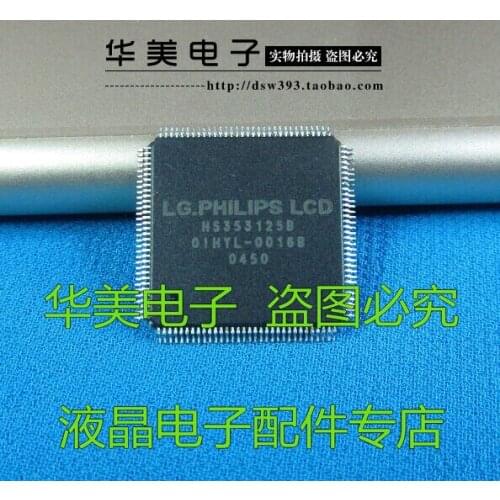 华美电子 实物拍摄 盗图必究
http://dsw393.taobao.com/
LG.PHILIPS LCD
HS353125B
01HYL-0016B
0450
华美电子 盗图必究
液晶电子配件专店